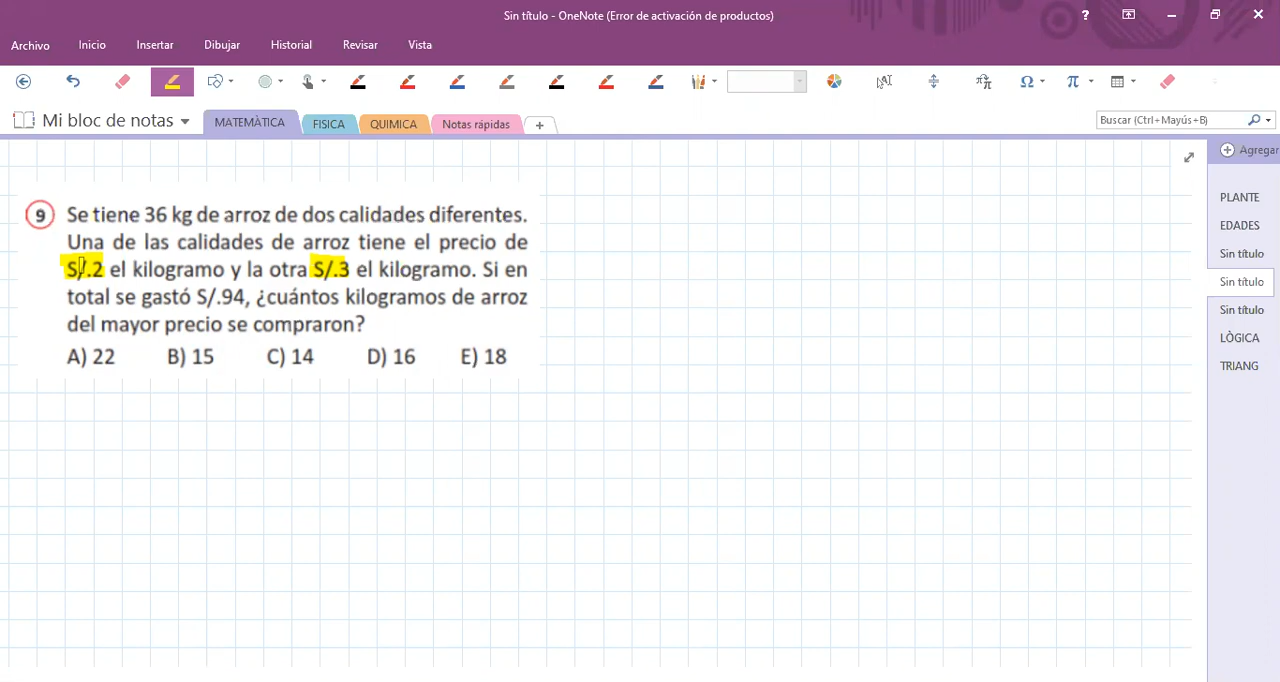 Sin título - OneNote (Error de activación de productos)
?
Archivo Inicio Insertar Dibujar Historial Revisar Vista
Mi bloc de notas MATEMÀTICA FISICA QUIMICA Notas rápidas +
Buscar (Ctrl+Mayús+B)
Agregar
PLANTE
EDADES
Sin título
Sin título
Sin título
LÒGICA
TRIANG
9 Se tiene 36 kg de arroz de dos calidades diferentes.
Una de las calidades de arroz tiene el precio de
S/.2 el kilogramo y la otra S/.3 el kilogramo. Si en
total se gastó S/.94, ¿cuántos kilogramos de arroz
del mayor precio se compraron?
A) 22 B) 15 C) 14 D) 16 E) 18